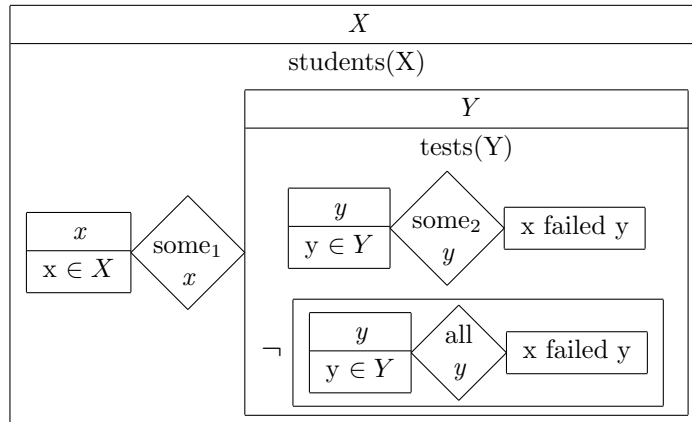 X
students(X)
Y
tests(Y)
y
y ∈ Y
some₂
y
x failed y
x
x ∈ X
some₁
x
¬
y
y ∈ Y
all
y
x failed y